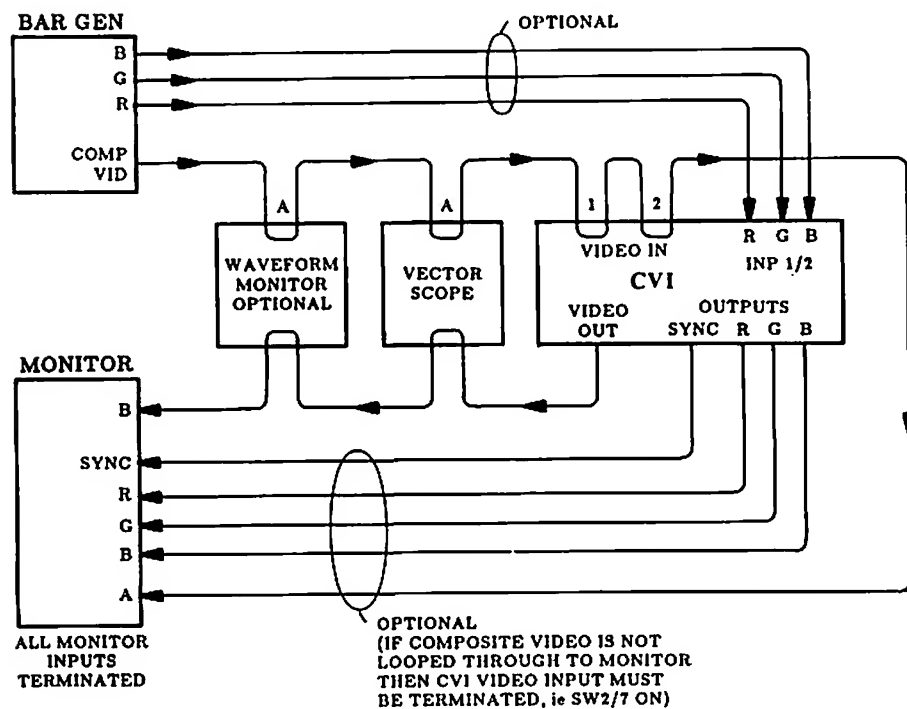 BAR GEN
OPTIONAL
B
G
R
COMP
VID
A
A
1
2
WAVEFORM
MONITOR
OPTIONAL
VECTOR
SCOPE
VIDEO IN
R G B
INP 1/2
CVI
VIDEO
OUT
OUTPUTS
SYNC R G B
MONITOR
B
SYNC
R
G
B
A
ALL MONITOR
INPUTS
TERMINATED
OPTIONAL
(IF COMPOSITE VIDEO IS NOT
LOOPED THROUGH TO MONITOR
THEN CVI VIDEO INPUT MUST
BE TERMINATED, ie SW2/7 ON)